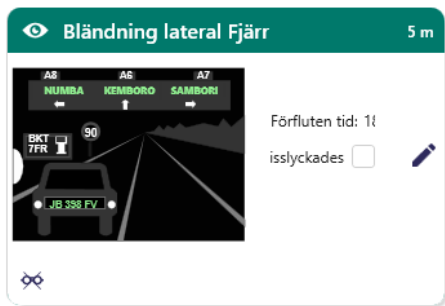 Bländning lateral Fjärr 5 m
A8 A6 A7
NUMBA KEMBORO SAMBORI
90
BKT
7FR
JB 398 FV
Förfluten tid: 18
isslyckades